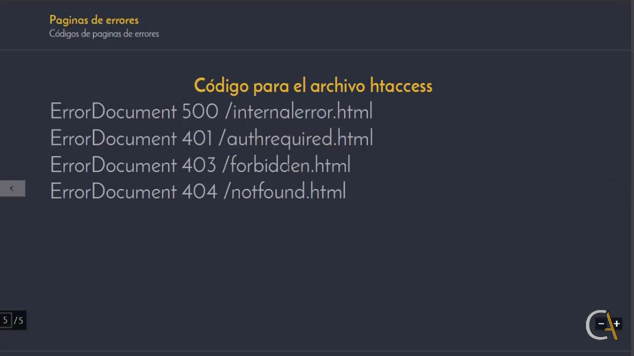 Paginas de errores
Códigos de paginas de errores
Código para el archivo htaccess
ErrorDocument 500 /internalerror.html
ErrorDocument 401 /authrequired.html
ErrorDocument 403 /forbidden.html
ErrorDocument 404 /notfound.html
<
5 /5
CA
− +